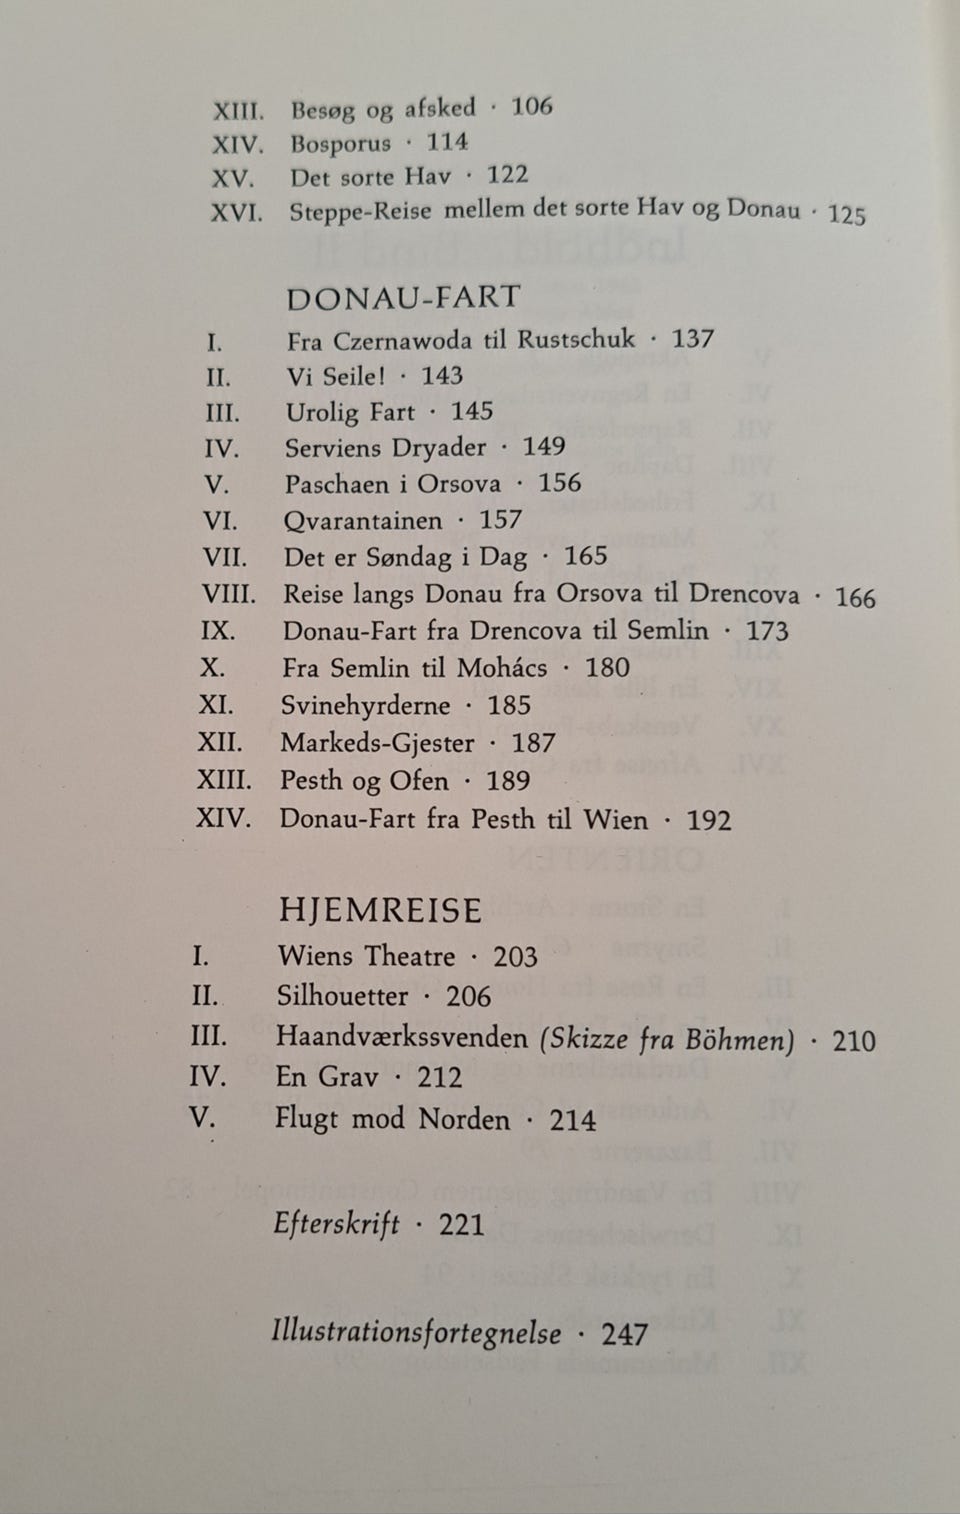 XIII. Besøg og afsked · 106
XIV. Bosporus · 114
XV. Det sorte Hav · 122
XVI. Steppe-Reise mellem det sorte Hav og Donau · 125
DONAU-FART
I. Fra Czernawoda til Rustschuk · 137
II. Vi Seile! · 143
III. Urolig Fart · 145
IV. Serviens Dryader · 149
V. Paschaen i Orsova · 156
VI. Qvarantainen · 157
VII. Det er Søndag i Dag · 165
VIII. Reise langs Donau fra Orsova til Drencova · 166
IX. Donau-Fart fra Drencova til Semlin · 173
X. Fra Semlin til Mohács · 180
XI. Svinehyrderne · 185
XII. Markeds-Gjester · 187
XIII. Pesth og Ofen · 189
XIV. Donau-Fart fra Pesth til Wien · 192
HJEMREISE
I. Wiens Theatre · 203
II. Silhouetter · 206
III. Haandværkssvenden (Skizze fra Böhmen) · 210
IV. En Grav · 212
V. Flugt mod Norden · 214
Efterskrift · 221
Illustrationsfortegnelse · 247